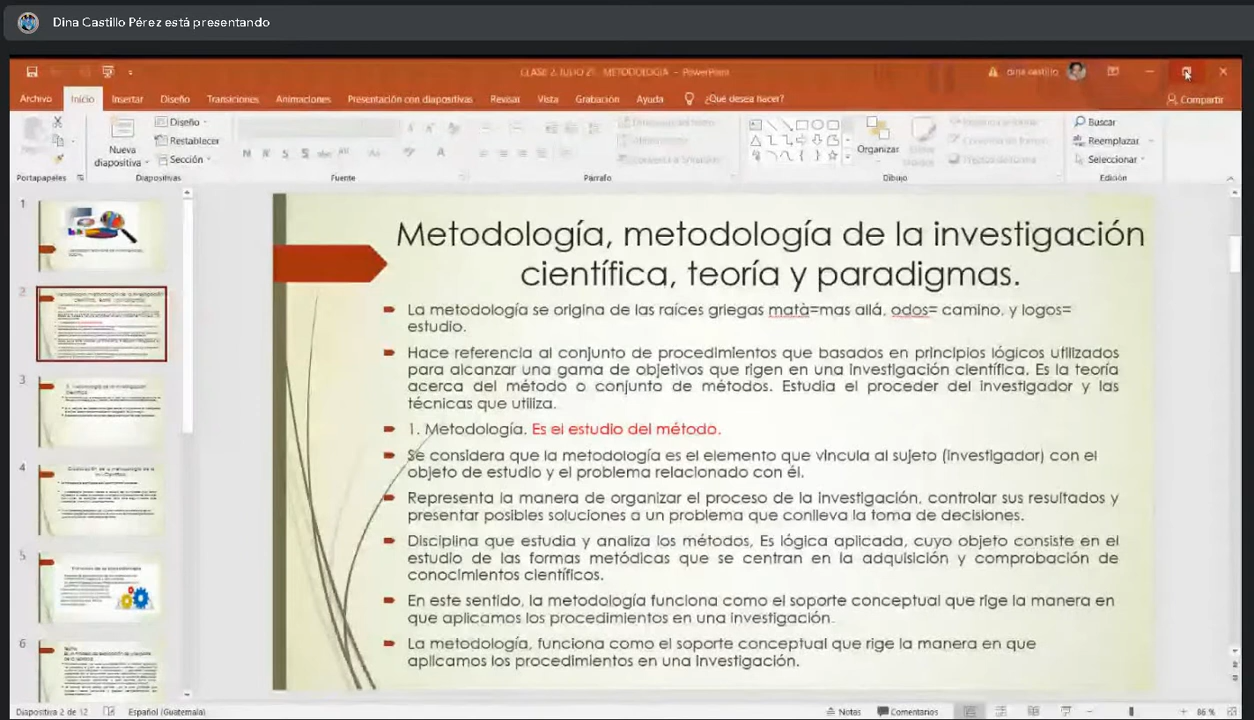 Dina Castillo Pérez está presentando
CLASE 2. JULIO 2 - METODOLOGIA - PowerPoint
dina castillo
Archivo Inicio Insertar Diseño Transiciones Animaciones Presentación con diapositivas Revisar Vista Grabación Ayuda ¿Qué desea hacer?
Compartir
Nueva diapositiva
Diseño
Restablecer
Sección
Organizar
Buscar
Reemplazar
Seleccionar
Portapapeles Diapositivas Fuente Párrafo Dibujo Edición
1
2
3
4
5
6
Metodología, metodología de la investigación
científica, teoría y paradigmas.
La metodología se origina de las raíces griegas matà=mas allá, odos= camino, y logos=
estudio.
Hace referencia al conjunto de procedimientos que basados en principios lógicos utilizados
para alcanzar una gama de objetivos que rigen en una investigación científica. Es la teoría
acerca del método o conjunto de métodos. Estudia el proceder del investigador y las
técnicas que utiliza.
1. Metodología. Es el estudio del método.
Se considera que la metodología es el elemento que vincula al sujeto (investigador) con el
objeto de estudio y el problema relacionado con él.
Representa la manera de organizar el proceso de la investigación, controlar sus resultados y
presentar posibles soluciones a un problema que conlleva la toma de decisiones.
Disciplina que estudia y analiza los métodos, Es lógica aplicada, cuyo objeto consiste en el
estudio de las formas metódicas que se centran en la adquisición y comprobación de
conocimientos científicos.
En este sentido, la metodología funciona como el soporte conceptual que rige la manera en
que aplicamos los procedimientos en una investigación.
La metodología, funciona como el soporte conceptual que rige la manera en que
aplicamos los procedimientos en una investigación.
Diapositiva 2 de 12 Español (Guatemala) Notas Comentarios 86 %